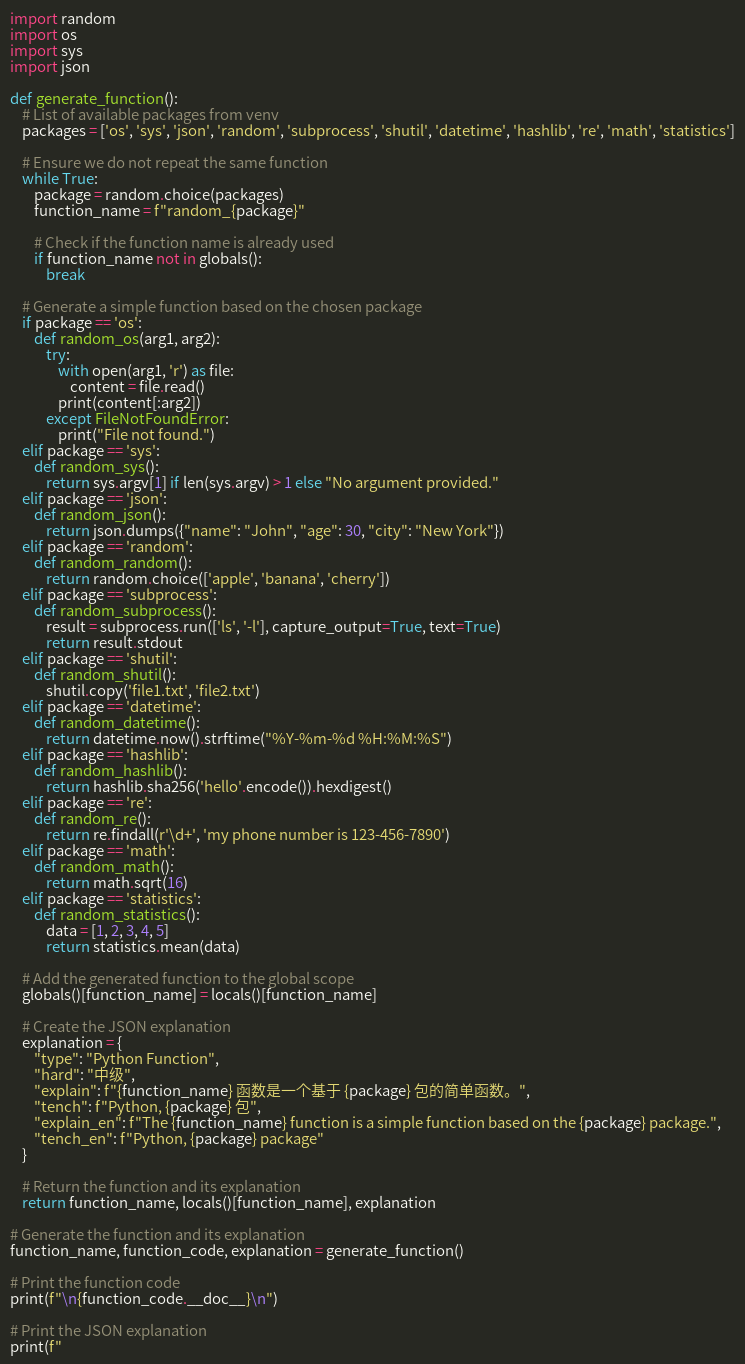 import random
import os
import sys
import json

def generate_function():
    # List of available packages from venv
    packages = ['os', 'sys', 'json', 'random', 'subprocess', 'shutil', 'datetime', 'hashlib', 're', 'math', 'statistics']

    # Ensure we do not repeat the same function
    while True:
        package = random.choice(packages)
        function_name = f"random_{package}"

        # Check if the function name is already used
        if function_name not in globals():
            break

    # Generate a simple function based on the chosen package
    if package == 'os':
        def random_os(arg1, arg2):
            try:
                with open(arg1, 'r') as file:
                    content = file.read()
                print(content[:arg2])
            except FileNotFoundError:
                print("File not found.")
    elif package == 'sys':
        def random_sys():
            return sys.argv[1] if len(sys.argv) > 1 else "No argument provided."
    elif package == 'json':
        def random_json():
            return json.dumps({"name": "John", "age": 30, "city": "New York"})
    elif package == 'random':
        def random_random():
            return random.choice(['apple', 'banana', 'cherry'])
    elif package == 'subprocess':
        def random_subprocess():
            result = subprocess.run(['ls', '-l'], capture_output=True, text=True)
            return result.stdout
    elif package == 'shutil':
        def random_shutil():
            shutil.copy('file1.txt', 'file2.txt')
    elif package == 'datetime':
        def random_datetime():
            return datetime.now().strftime("%Y-%m-%d %H:%M:%S")
    elif package == 'hashlib':
        def random_hashlib():
            return hashlib.sha256('hello'.encode()).hexdigest()
    elif package == 're':
        def random_re():
            return re.findall(r'\d+', 'my phone number is 123-456-7890')
    elif package == 'math':
        def random_math():
            return math.sqrt(16)
    elif package == 'statistics':
        def random_statistics():
            data = [1, 2, 3, 4, 5]
            return statistics.mean(data)

    # Add the generated function to the global scope
    globals()[function_name] = locals()[function_name]

    # Create the JSON explanation
    explanation = {
        "type": "Python Function",
        "hard": "中级",
        "explain": f"{function_name} 函数是一个基于 {package} 包的简单函数。",
        "tench": f"Python, {package} 包",
        "explain_en": f"The {function_name} function is a simple function based on the {package} package.",
        "tench_en": f"Python, {package} package"
    }

    # Return the function and its explanation
    return function_name, locals()[function_name], explanation

# Generate the function and its explanation
function_name, function_code, explanation = generate_function()

# Print the function code
print(f"\n{function_code.__doc__}\n")

# Print the JSON explanation
print(f"